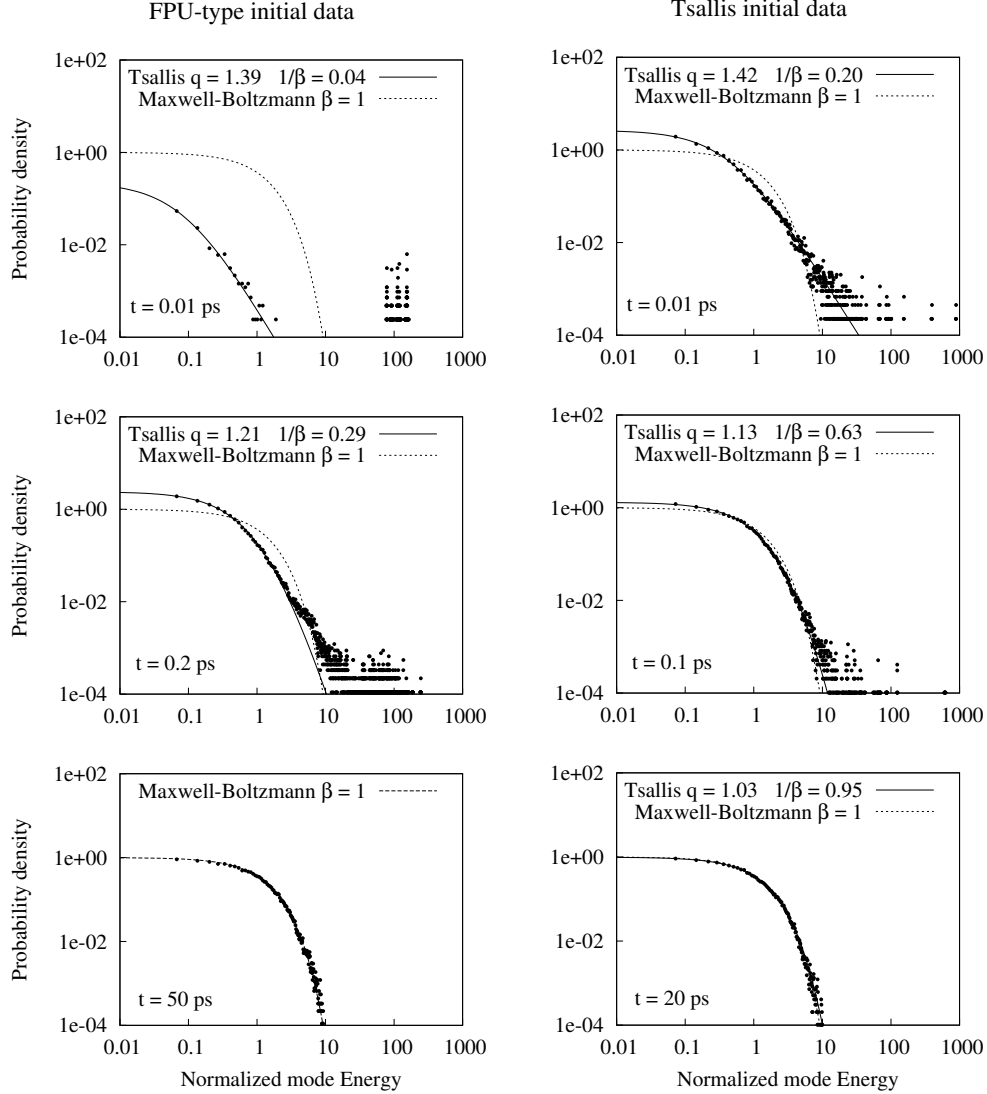 FPU-type initial data
Tsallis initial data
Probability density
1e+02
1e+00
1e-02
1e-04
Tsallis q = 1.39 1/β = 0.04
Maxwell-Boltzmann β = 1
t = 0.01 ps
0.01 0.1 1 10 100 1000
Probability density
1e+02
1e+00
1e-02
1e-04
Tsallis q = 1.42 1/β = 0.20
Maxwell-Boltzmann β = 1
t = 0.01 ps
0.01 0.1 1 10 100 1000
Probability density
1e+02
1e+00
1e-02
1e-04
Tsallis q = 1.21 1/β = 0.29
Maxwell-Boltzmann β = 1
t = 0.2 ps
0.01 0.1 1 10 100 1000
Probability density
1e+02
1e+00
1e-02
1e-04
Tsallis q = 1.13 1/β = 0.63
Maxwell-Boltzmann β = 1
t = 0.1 ps
0.01 0.1 1 10 100 1000
Probability density
1e+02
1e+00
1e-02
1e-04
Maxwell-Boltzmann β = 1
t = 50 ps
0.01 0.1 1 10 100 1000
Normalized mode Energy
Probability density
1e+02
1e+00
1e-02
1e-04
Tsallis q = 1.03 1/β = 0.95
Maxwell-Boltzmann β = 1
t = 20 ps
0.01 0.1 1 10 100 1000
Normalized mode Energy